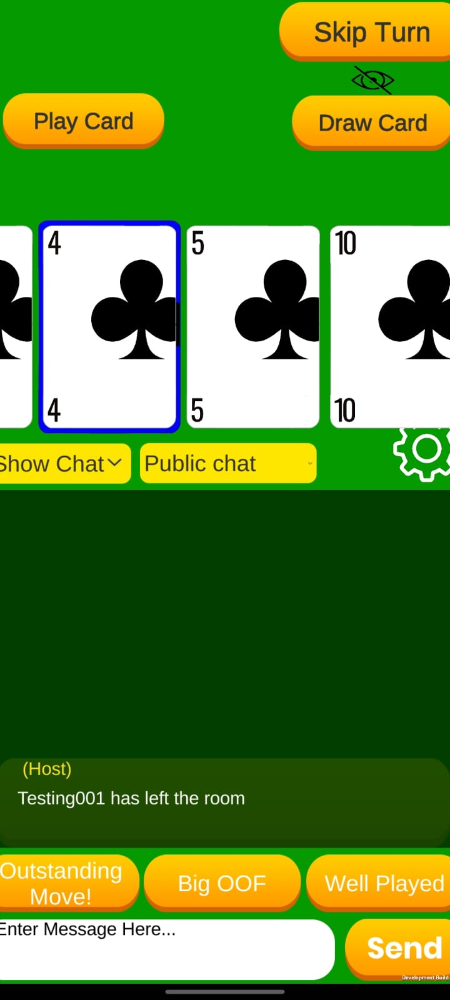 Skip Turn
Play Card
Draw Card
4
5
10
4
5
10
Show Chat
Public chat
(Host)
Testing001 has left the room
Outstanding
Move!
Big OOF
Well Played
Enter Message Here...
Send
Development Build